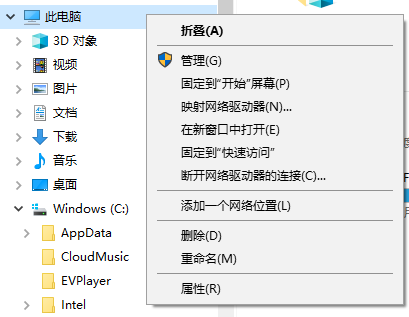 此电脑
3D 对象
视频
图片
文档
下载
音乐
桌面
Windows (C:)
AppData
CloudMusic
EVPlayer
Intel
折叠(A)
管理(G)
固定到"开始"屏幕(P)
映射网络驱动器(N)...
在新窗口中打开(E)
固定到"快速访问"
断开网络驱动器的连接(C)...
添加一个网络位置(L)
删除(D)
重命名(M)
属性(R)